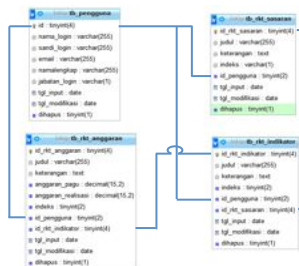 tb_pengguna
id : tinyint(4)
nama_login : varchar(255)
sandi_login : varchar(255)
email : varchar(255)
namalengkap : varchar(255)
jabatan_login : varchar(1)
tgl_input : date
tgl_modifikasi : date
dihapus : tinyint(1)
tb_rkt_sasaran
id_rkt_sasaran : tinyint(4)
judul : varchar(255)
keterangan : text
indeks : tinyint(2)
id_pengguna : tinyint(2)
tgl_input : date
tgl_modifikasi : date
dihapus : tinyint(1)
tb_rkt_anggaran
id_rkt_anggaran : tinyint(4)
judul : varchar(255)
keterangan : text
anggaran_pagu : decimal(15,2)
anggaran_realisasi : decimal(15,2)
indeks : tinyint(2)
id_pengguna : tinyint(2)
id_rkt_indikator : tinyint(4)
tgl_input : date
tgl_modifikasi : date
dihapus : tinyint(1)
tb_rkt_indikator
id_rkt_indikator : tinyint(4)
judul : varchar(255)
keterangan : text
indeks : tinyint(2)
id_pengguna : tinyint(2)
id_rkt_sasaran : tinyint(4)
tgl_input : date
tgl_modifikasi : date
dihapus : tinyint(1)